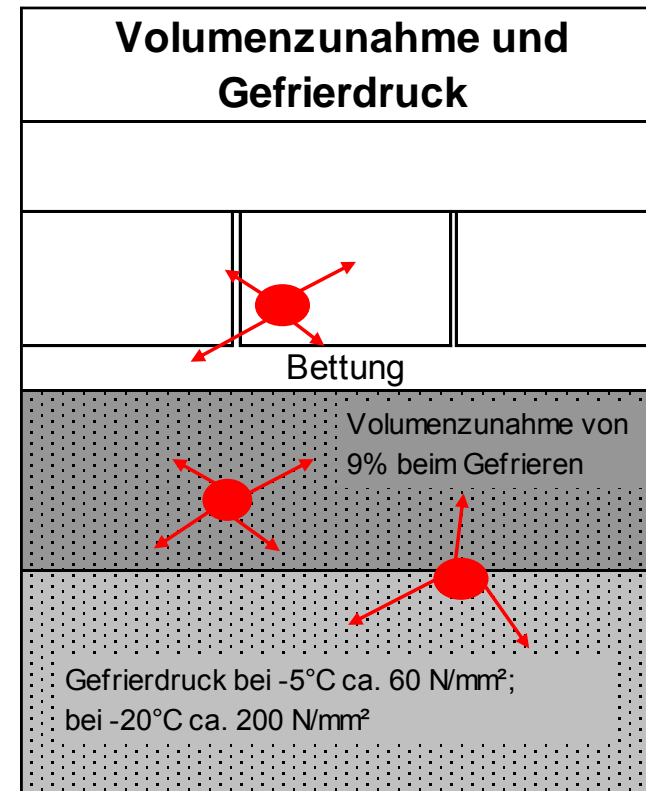 Volumenzunahme und
Gefrierdruck
Bettung
Volumenzunahme von
9% beim Gefrieren
Gefrierdruck bei -5°C ca. 60 N/mm²;
bei -20°C ca. 200 N/mm²